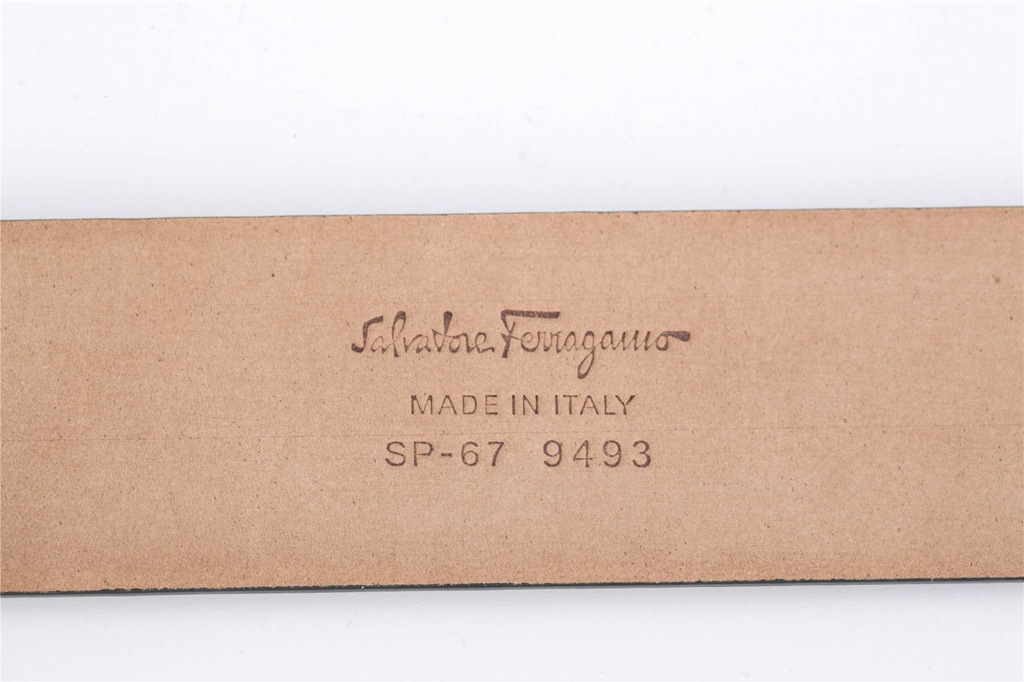 Salvatore Ferragamo
MADE IN ITALY
SP-67 9493